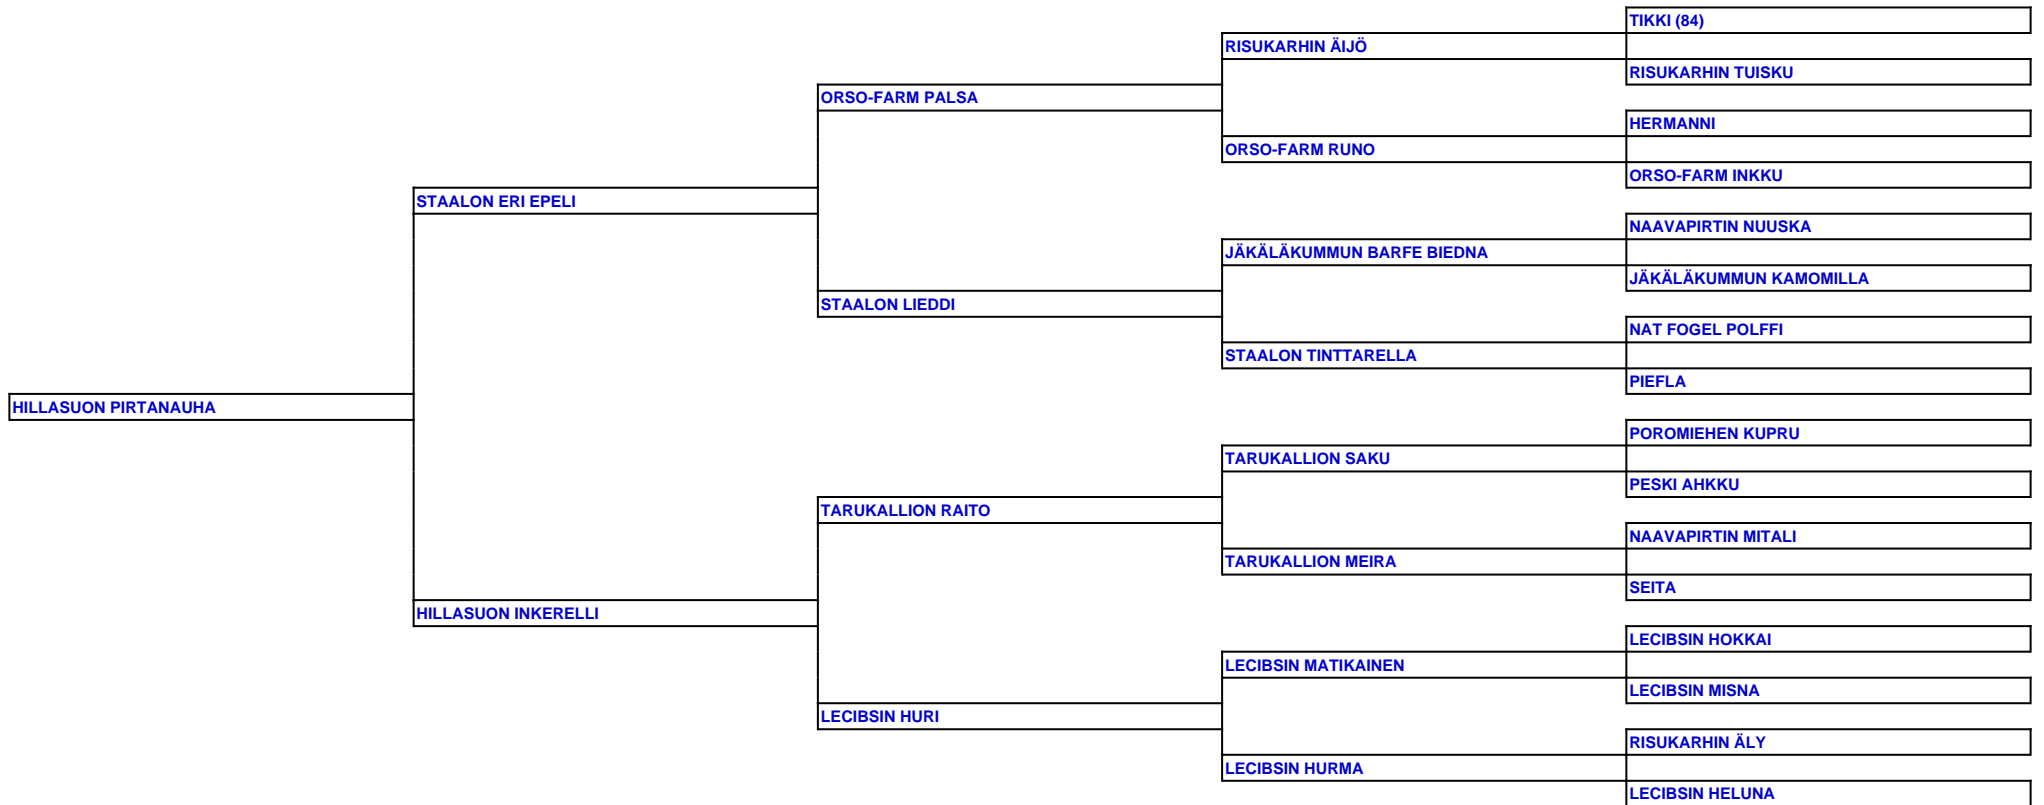 TIKKI (84)
RISUKARHIN ÄIJÖ
RISUKARHIN TUISKU
ORSO-FARM PALSA
HERMANNI
ORSO-FARM RUNO
ORSO-FARM INKKU
STAALON ERI EPELI
NAAVAPIRTIN NUUSKA
JÄKÄLÄKUMMUN BARFE BIEDNA
JÄKÄLÄKUMMUN KAMOMILLA
STAALON LIEDDI
NAT FOGEL POLFFI
STAALON TINTTARELLA
PIEFLA
HILLASUON PIRTANAUHA
POROMIEHEN KUPRU
TARUKALLION SAKU
PESKI AHKKU
TARUKALLION RAITO
NAAVAPIRTIN MITALI
TARUKALLION MEIRA
SEITA
HILLASUON INKERELLI
LECIBSIN HOKKAI
LECIBSIN MATIKAINEN
LECIBSIN MISNA
LECIBSIN HURI
RISUKARHIN ÄLY
LECIBSIN HURMA
LECIBSIN HELUNA